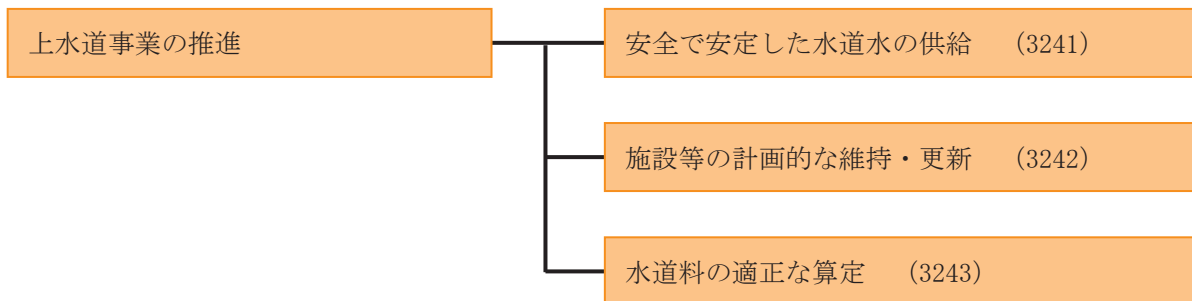 上水道事業の推進
安全で安定した水道水の供給　（3241）
施設等の計画的な維持・更新　（3242）
水道料の適正な算定　（3243）